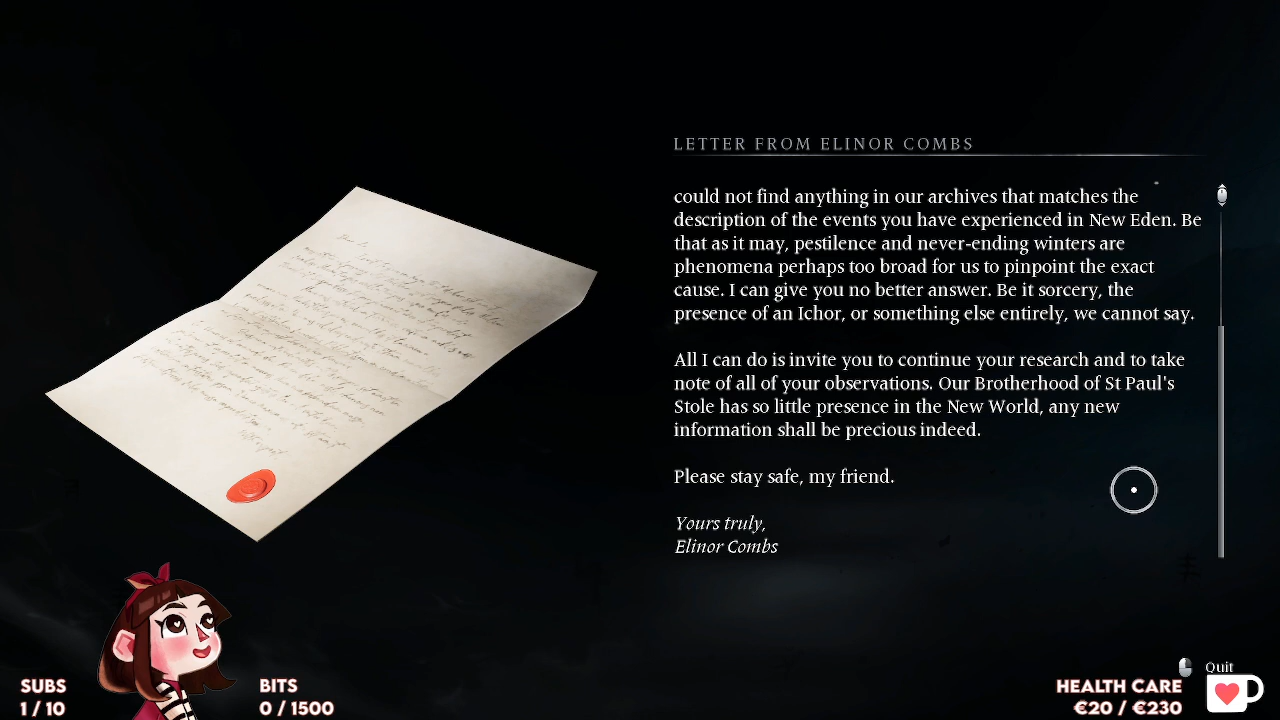 LETTER FROM ELINOR COMBS
could not find anything in our archives that matches the
description of the events you have experienced in New Eden. Be
that as it may, pestilence and never-ending winters are
phenomena perhaps too broad for us to pinpoint the exact
cause. I can give you no better answer. Be it sorcery, the
presence of an Ichor, or something else entirely, we cannot say.
All I can do is invite you to continue your research and to take
note of all of your observations. Our Brotherhood of St Paul's
Stole has so little presence in the New World, any new
information shall be precious indeed.
Please stay safe, my friend.
Yours truly,
Elinor Combs
Quit
SUBS
1 / 10
BITS
0 / 1500
HEALTH CARE
€20 / €230